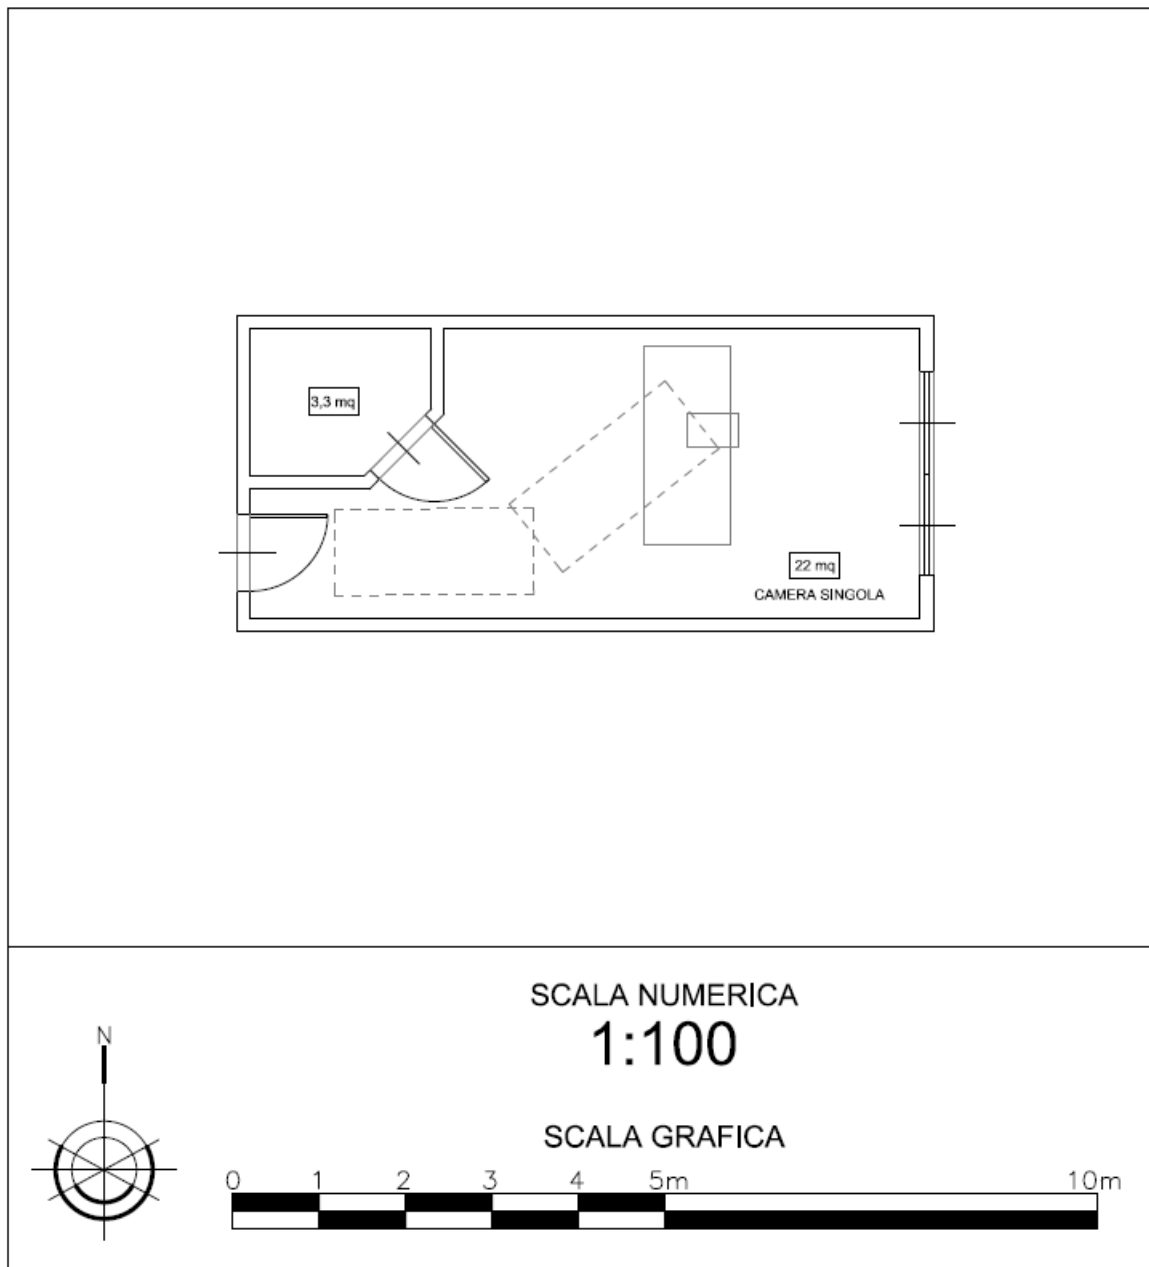 3,3 mq
22 mq
CAMERA SINGOLA
SCALA NUMERICA
1:100
N
SCALA GRAFICA
0 1 2 3 4 5m 10m